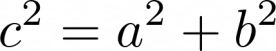 c² = a² + b²